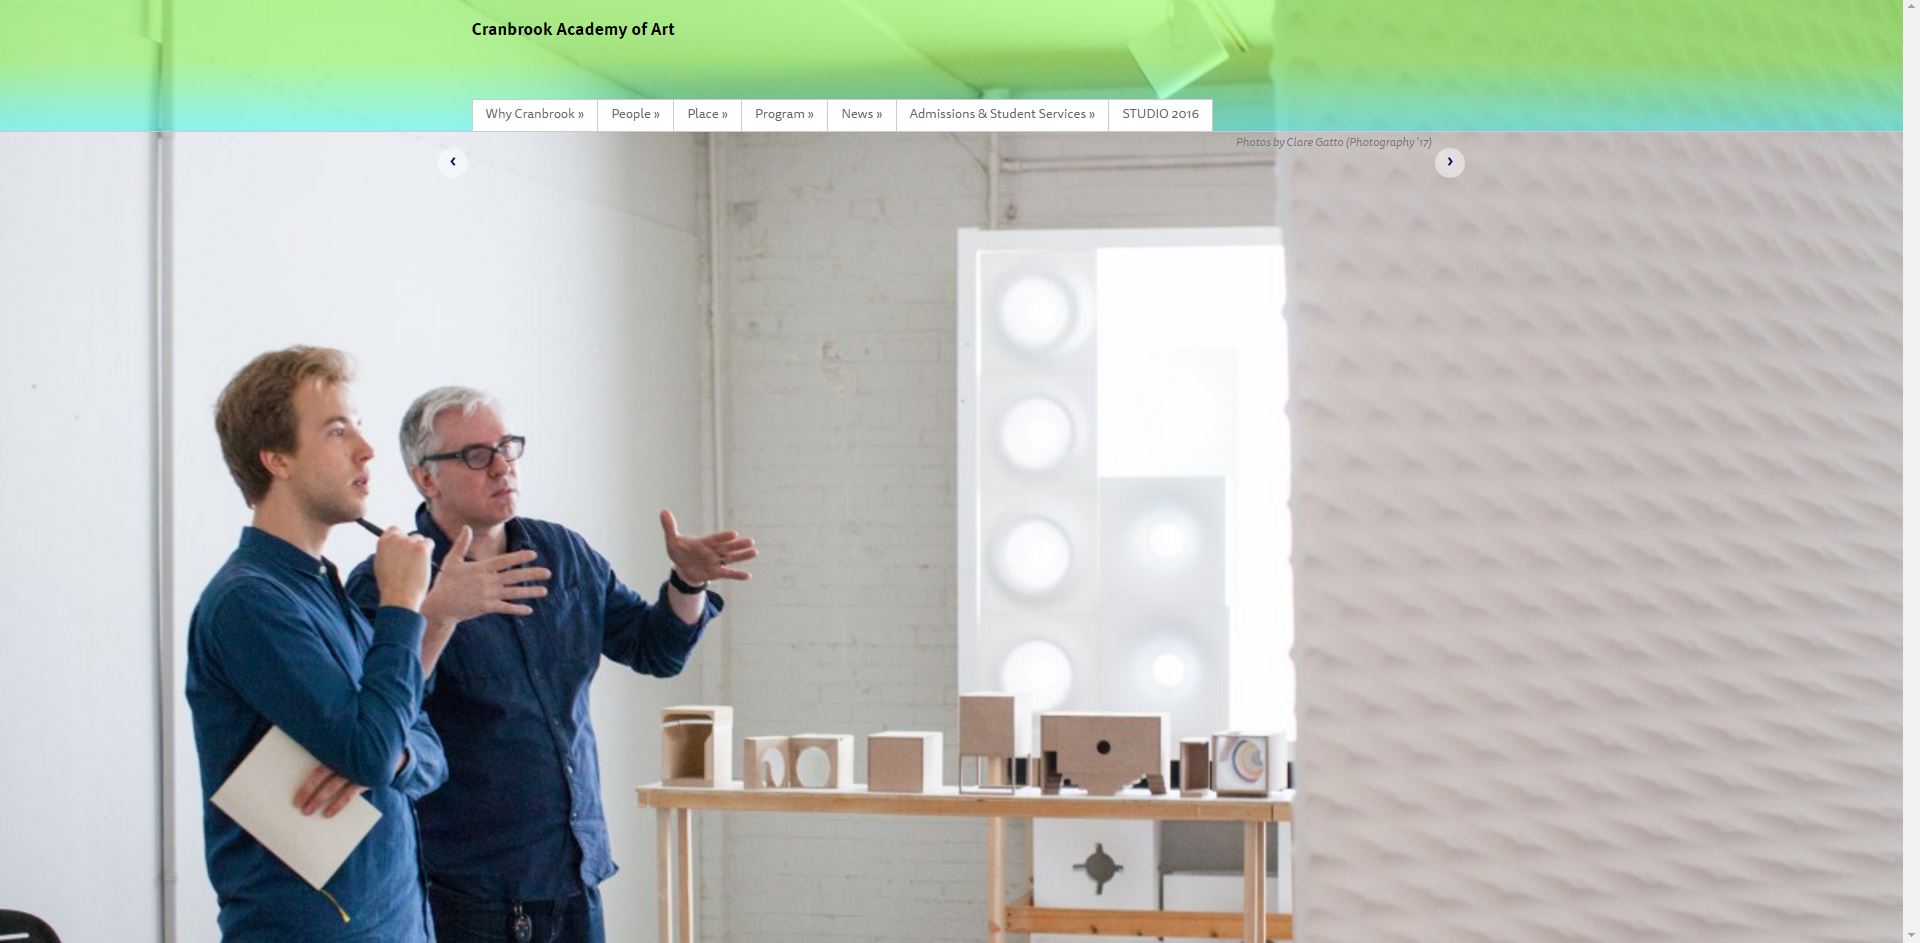 Cranbrook Academy of Art
Why Cranbrook » People » Place » Program » News » Admissions & Student Services » STUDIO 2016
Photos by Clare Gatto (Photography '17)
‹ ›